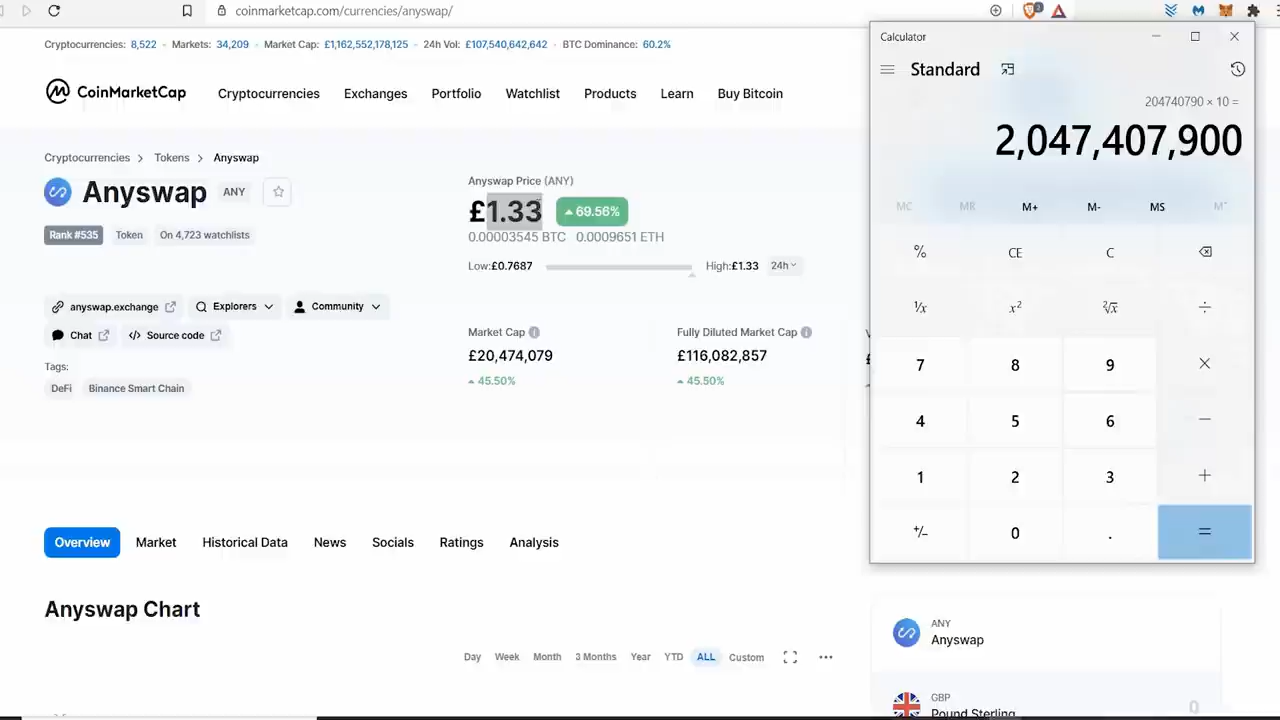 coinmarketcap.com/currencies/anyswap/
Cryptocurrencies: 8,522 Markets: 34,209 Market Cap: £1,162,552,178,125 24h Vol: £107,540,642,642 BTC Dominance: 60.2%
CoinMarketCap Cryptocurrencies Exchanges Portfolio Watchlist Products Learn Buy Bitcoin
Cryptocurrencies > Tokens > Anyswap
Anyswap ANY
Rank #535 Token On 4,723 watchlists
anyswap.exchange Explorers Community
Chat Source code
Tags:
DeFi Binance Smart Chain
Anyswap Price (ANY)
£1.33 69.56%
0.00003545 BTC 0.0009651 ETH
Low:£0.7687 High:£1.33 24h
Market Cap
£20,474,079
45.50%
Fully Diluted Market Cap
£116,082,857
45.50%
Overview Market Historical Data News Socials Ratings Analysis
Anyswap Chart
Day Week Month 3 Months Year YTD ALL Custom
ANY
Anyswap
GBP
Pound Sterling
0
Calculator
Standard
204740790 × 10 =
2,047,407,900
MC MR M+ M- MS M˅
% CE C
¹/x x² ²√x ÷
7 8 9 ×
4 5 6 −
1 2 3 +
+/− 0 . =